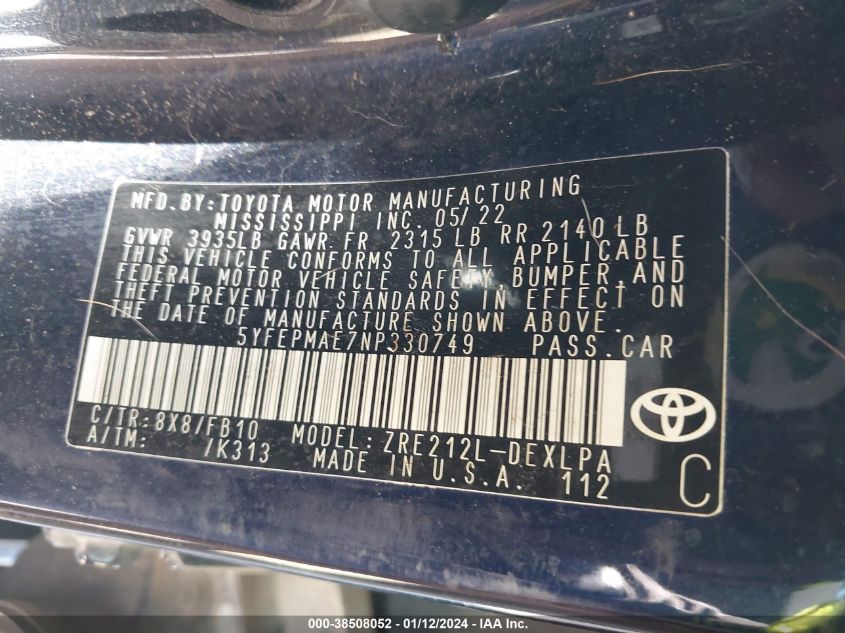 MFD.BY:TOYOTA MOTOR MANUFACTURING
MISSISSIPPI INC. 05/22
GVWR 3935LB GAWR FR 2315 LB RR 2140 LB
THIS VEHICLE CONFORMS TO ALL APPLICABLE
FEDERAL MOTOR VEHICLE SAFETY, BUMPER, AND
THEFT PREVENTION STANDARDS IN EFFECT ON
THE DATE OF MANUFACTURE SHOWN ABOVE.
5YFEPMAE7NP330749 PASS.CAR
C/TR:8X8/FB10 MODEL:ZRE212L-DEXLPA
A/TM: /K313 MADE IN U.S.A. 112
C
000-38508052 - 01/12/2024 - IAA Inc.